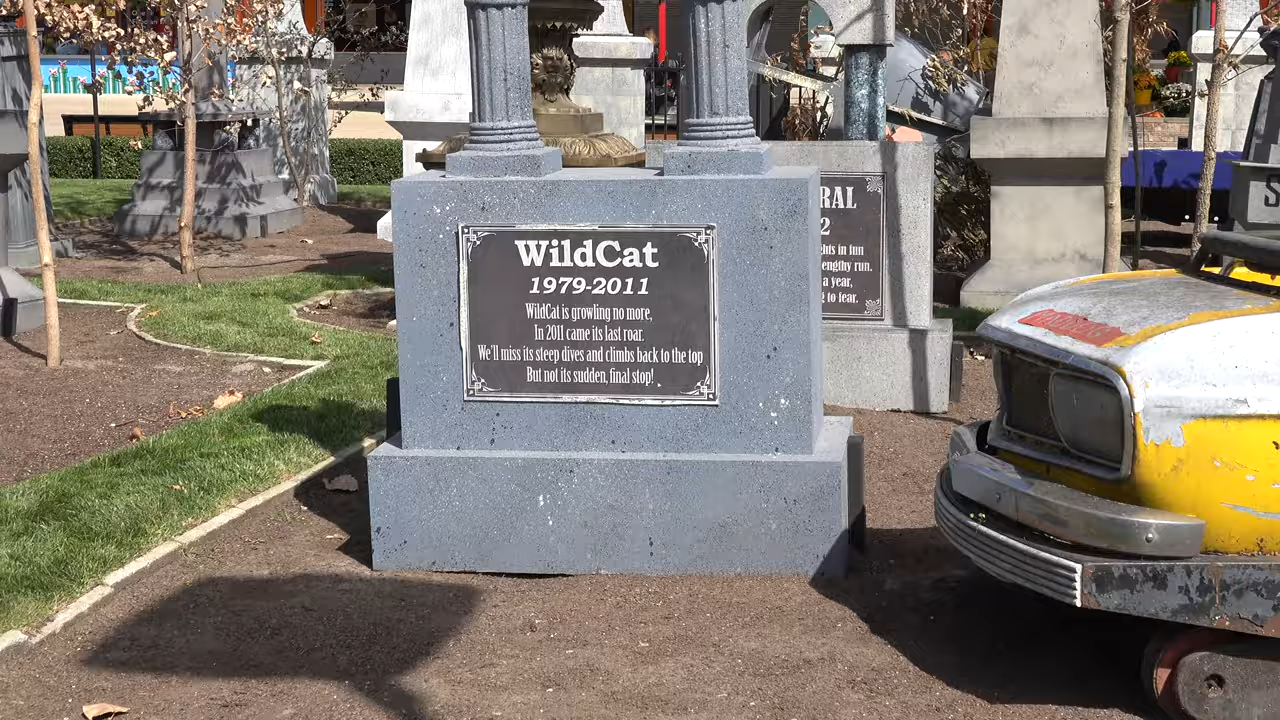 WildCat
1979-2011
WildCat is growling no more,
In 2011 came its last roar.
We'll miss its steep dives and climbs back to the top
But not its sudden, final stop!
RAL
2
in fun
engthy run.
a year,
to fear.
S